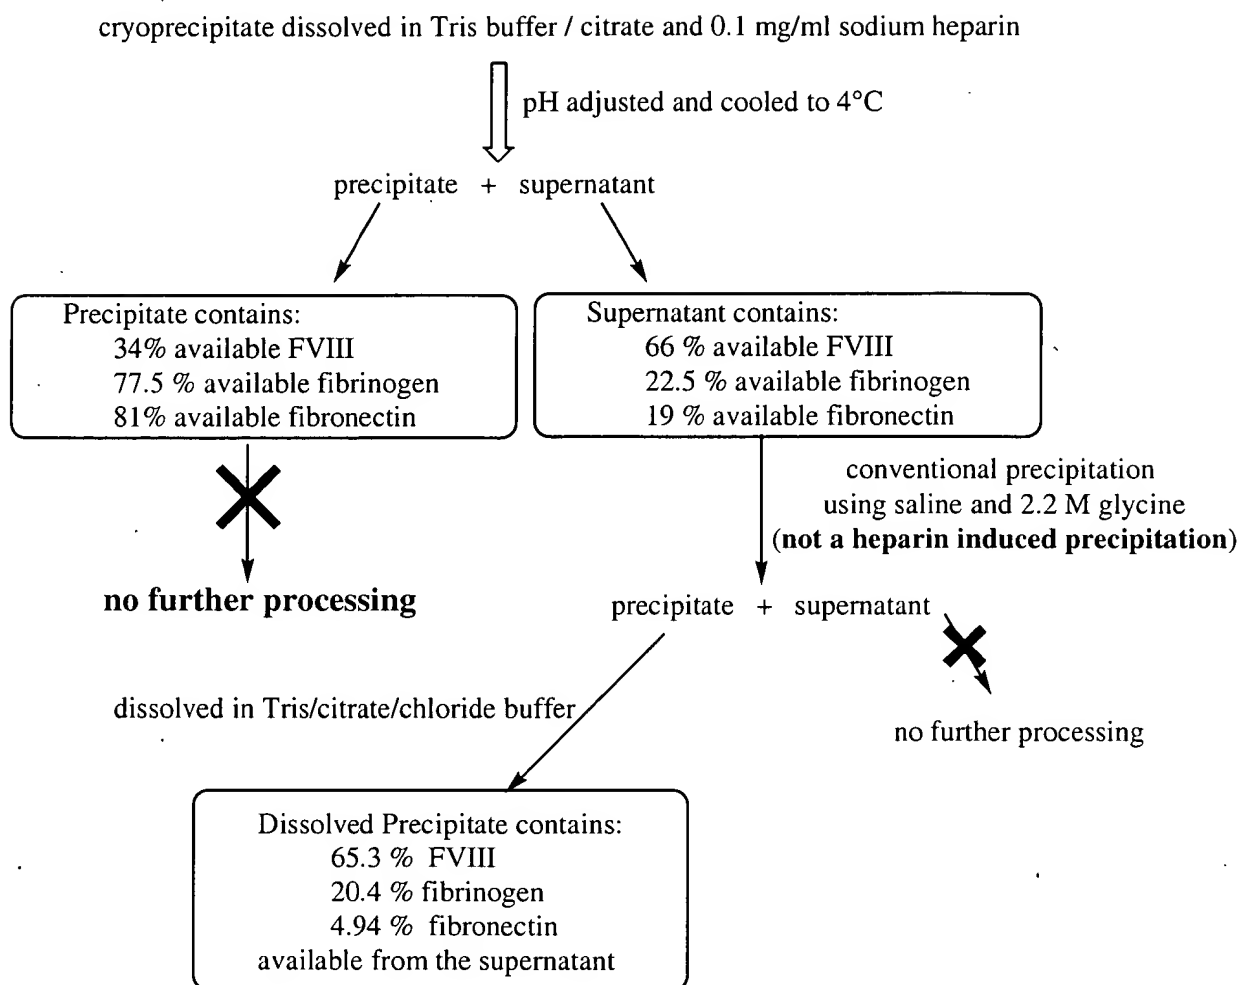 cryoprecipitate dissolved in Tris buffer / citrate and 0.1 mg/ml sodium heparin
pH adjusted and cooled to 4°C
precipitate + supernatant
Precipitate contains:
34% available FVIII
77.5 % available fibrinogen
81% available fibronectin
Supernatant contains:
66 % available FVIII
22.5 % available fibrinogen
19 % available fibronectin
conventional precipitation
using saline and 2.2 M glycine
(not a heparin induced precipitation)
no further processing
precipitate + supernatant
dissolved in Tris/citrate/chloride buffer
no further processing
Dissolved Precipitate contains:
65.3 % FVIII
20.4 % fibrinogen
4.94 % fibronectin
available from the supernatant